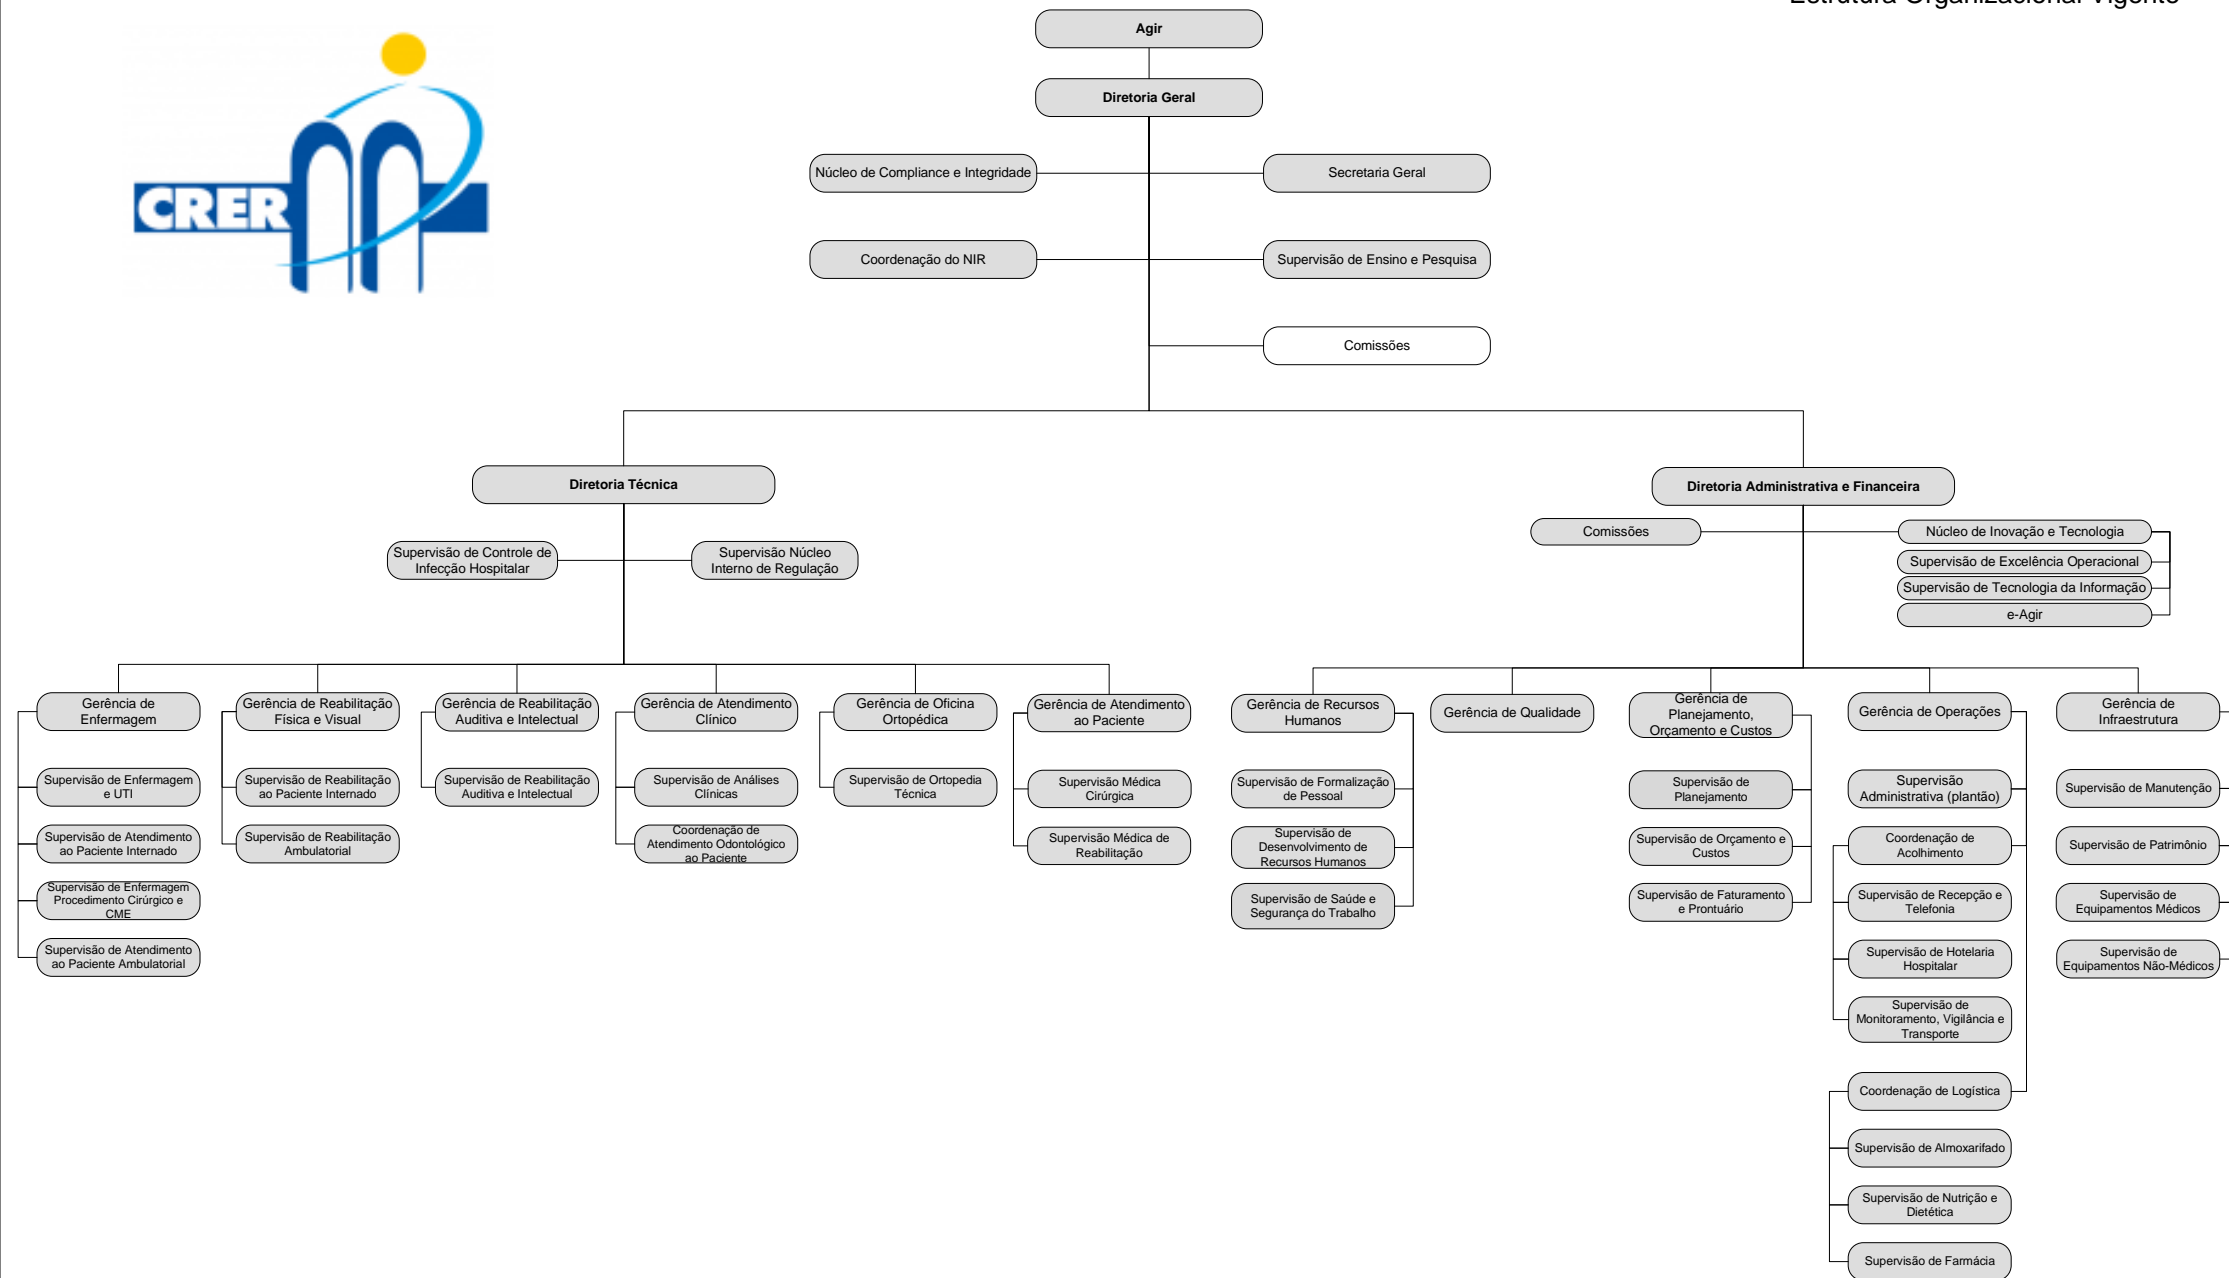 Estrutura Organizacional Vigente
Agir
Diretoria Geral
CRER
Núcleo de Compliance e Integridade
Secretaria Geral
Coordenação do NIR
Supervisão de Ensino e Pesquisa
Comissões
Diretoria Técnica
Diretoria Administrativa e Financeira
Supervisão de Controle de
Infecção Hospitalar
Supervisão Núcleo
Interno de Regulação
Comissões
Núcleo de Inovação e Tecnologia
Supervisão de Excelência Operacional
Supervisão de Tecnologia da Informação
e-Agir
Gerência de
Enfermagem
Supervisão de Enfermagem
e UTI
Supervisão de Atendimento
ao Paciente Internado
Supervisão de Enfermagem
Procedimento Cirúrgico e
CME
Supervisão de Atendimento
ao Paciente Ambulatorial
Gerência de Reabilitação
Física e Visual
Supervisão de Reabilitação
ao Paciente Internado
Supervisão de Reabilitação
Ambulatorial
Gerência de Reabilitação
Auditiva e Intelectual
Supervisão de Reabilitação
Auditiva e Intelectual
Gerência de Atendimento
Clínico
Supervisão de Análises
Clínicas
Coordenação de
Atendimento Odontológico
ao Paciente
Gerência de Oficina
Ortopédica
Supervisão de Ortopedia
Técnica
Gerência de Atendimento
ao Paciente
Supervisão Médica
Cirúrgica
Supervisão Médica de
Reabilitação
Gerência de Recursos
Humanos
Supervisão de Formalização
de Pessoal
Supervisão de
Desenvolvimento de
Recursos Humanos
Supervisão de Saúde e
Segurança do Trabalho
Gerência de Qualidade
Gerência de
Planejamento,
Orçamento e Custos
Supervisão de
Planejamento
Supervisão de Orçamento e
Custos
Supervisão de Faturamento
e Prontuário
Gerência de Operações
Supervisão
Administrativa (plantão)
Coordenação de
Acolhimento
Supervisão de Recepção e
Telefonia
Supervisão de Hotelaria
Hospitalar
Supervisão de
Monitoramento, Vigilância e
Transporte
Coordenação de Logística
Supervisão de Almoxarifado
Supervisão de Nutrição e
Dietética
Supervisão de Farmácia
Gerência de
Infraestrutura
Supervisão de Manutenção
Supervisão de Patrimônio
Supervisão de
Equipamentos Médicos
Supervisão de
Equipamentos Não-Médicos